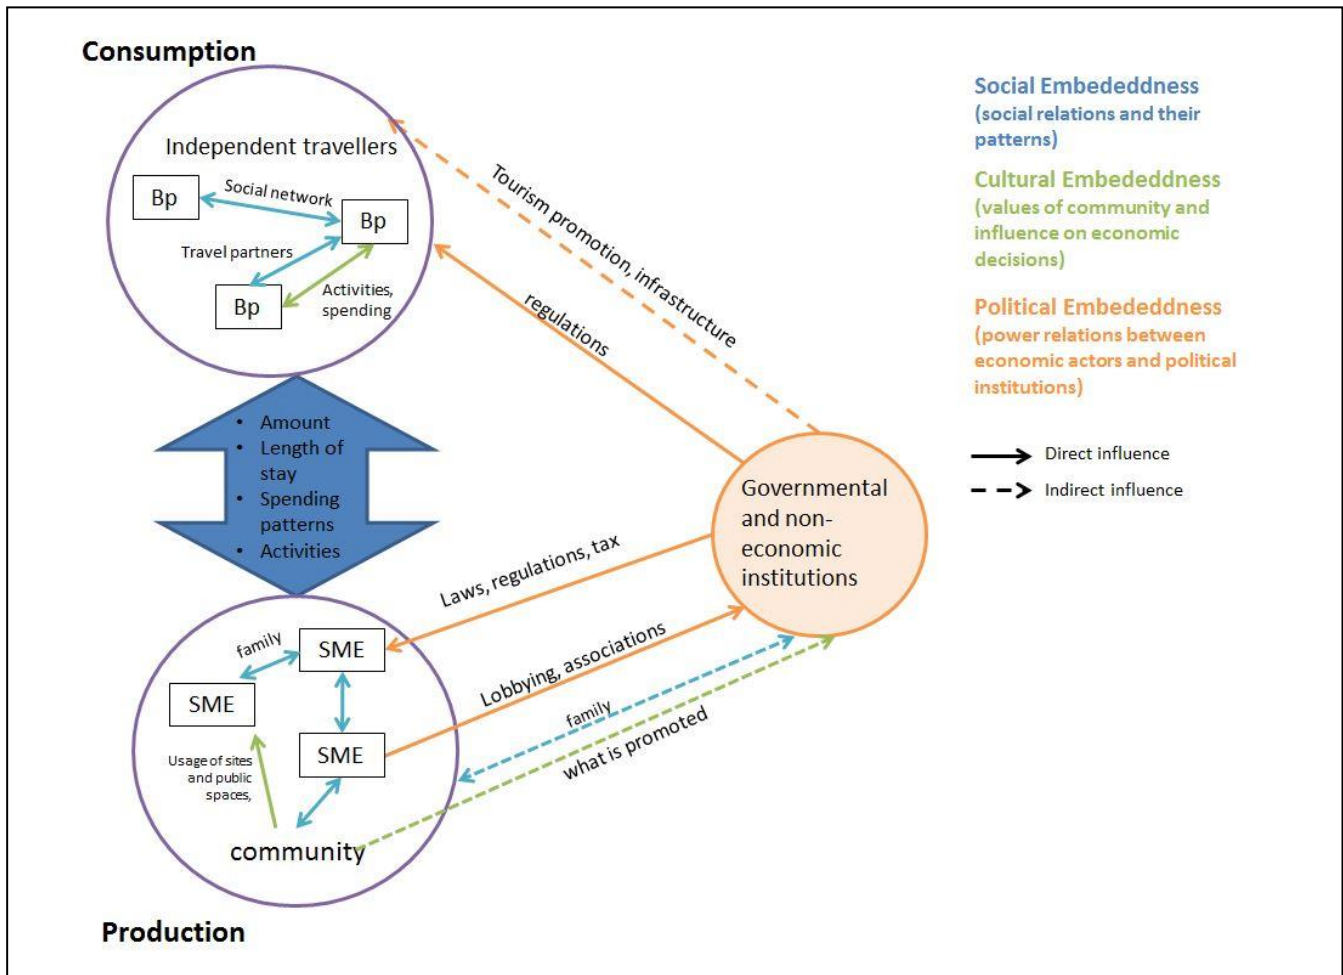 Consumption
Independent travellers
Bp
Social network
Bp
Travel partners
Bp
Activities,
spending
Tourism promotion, infrastructure
regulations
• Amount
• Length of
stay
• Spending
patterns
• Activities
Governmental
and non-
economic
institutions
Laws, regulations, tax
Lobbying, associations
family
what is promoted
family
SME
SME
SME
Usage of sites
and public
spaces,
community
Production
Social Embededdness
(social relations and their
patterns)
Cultural Embededdness
(values of community and
influence on economic
decisions)
Political Embededdness
(power relations between
economic actors and political
institutions)
Direct influence
Indirect influence